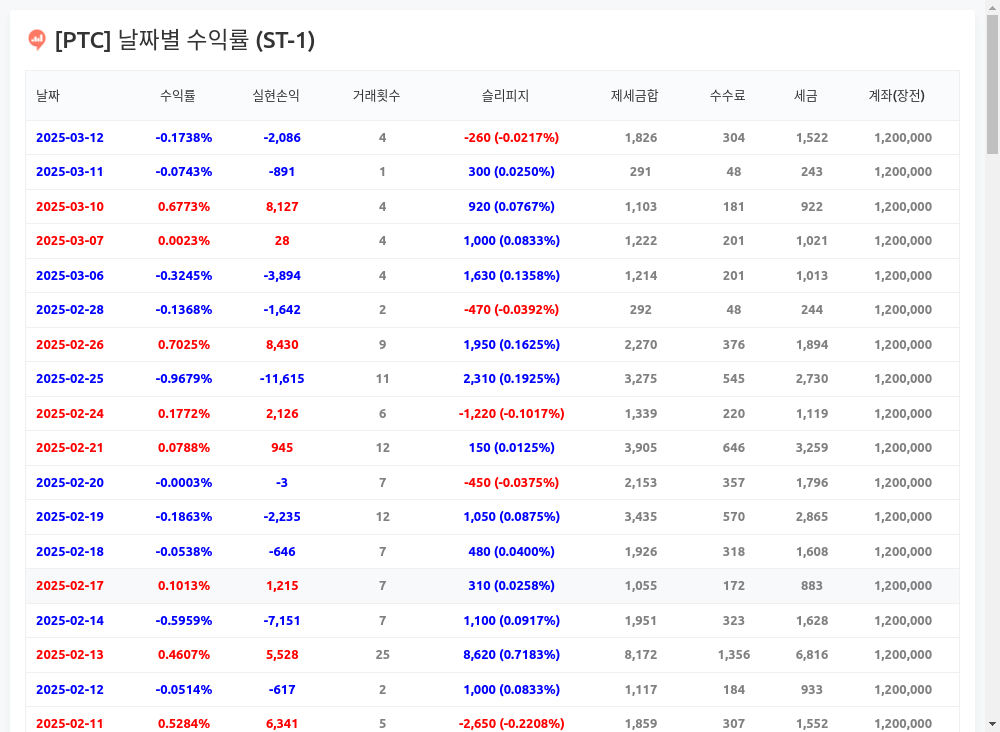 [PTC] 날짜별 수익률 (ST-1)
날짜 수익률 실현손익 거래횟수 슬리피지 제세금합 수수료 세금 계좌(장전)
2025-03-12 -0.1738% -2,086 4 -260 (-0.0217%) 1,826 304 1,522 1,200,000
2025-03-11 -0.0743% -891 1 300 (0.0250%) 291 48 243 1,200,000
2025-03-10 0.6773% 8,127 4 920 (0.0767%) 1,103 181 922 1,200,000
2025-03-07 0.0023% 28 4 1,000 (0.0833%) 1,222 201 1,021 1,200,000
2025-03-06 -0.3245% -3,894 4 1,630 (0.1358%) 1,214 201 1,013 1,200,000
2025-02-28 -0.1368% -1,642 2 -470 (-0.0392%) 292 48 244 1,200,000
2025-02-26 0.7025% 8,430 9 1,950 (0.1625%) 2,270 376 1,894 1,200,000
2025-02-25 -0.9679% -11,615 11 2,310 (0.1925%) 3,275 545 2,730 1,200,000
2025-02-24 0.1772% 2,126 6 -1,220 (-0.1017%) 1,339 220 1,119 1,200,000
2025-02-21 0.0788% 945 12 150 (0.0125%) 3,905 646 3,259 1,200,000
2025-02-20 -0.0003% -3 7 -450 (-0.0375%) 2,153 357 1,796 1,200,000
2025-02-19 -0.1863% -2,235 12 1,050 (0.0875%) 3,435 570 2,865 1,200,000
2025-02-18 -0.0538% -646 7 480 (0.0400%) 1,926 318 1,608 1,200,000
2025-02-17 0.1013% 1,215 7 310 (0.0258%) 1,055 172 883 1,200,000
2025-02-14 -0.5959% -7,151 7 1,100 (0.0917%) 1,951 323 1,628 1,200,000
2025-02-13 0.4607% 5,528 25 8,620 (0.7183%) 8,172 1,356 6,816 1,200,000
2025-02-12 -0.0514% -617 2 1,000 (0.0833%) 1,117 184 933 1,200,000
2025-02-11 0.5284% 6,341 5 -2,650 (-0.2208%) 1,859 307 1,552 1,200,000